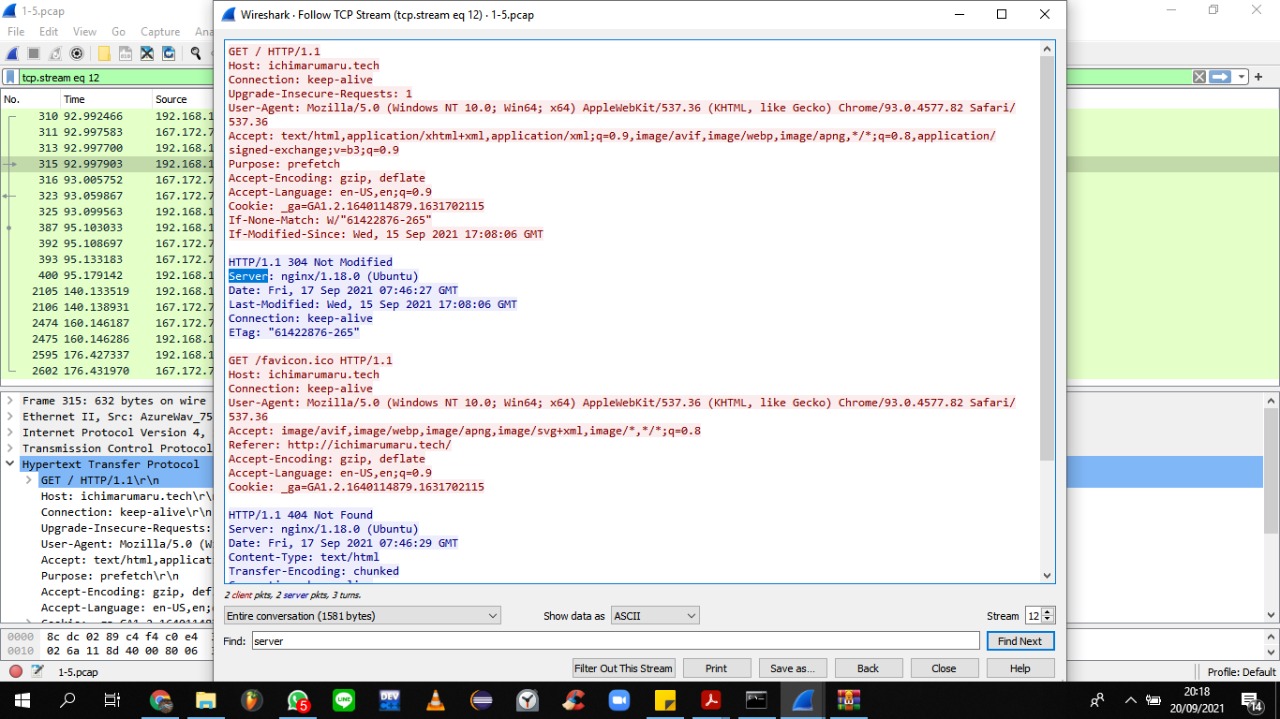 1-5.pcap
File Edit View Go Capture Ana
tcp.stream eq 12
No. Time Source
310 92.992466 192.168.1
311 92.997583 167.172.7
313 92.997700 192.168.1
315 92.997903 192.168.1
316 93.005752 167.172.7
323 93.059867 167.172.7
325 93.099563 192.168.1
387 95.103033 192.168.1
392 95.108697 167.172.7
393 95.133183 167.172.7
400 95.179142 192.168.1
2105 140.133519 192.168.1
2106 140.138931 167.172.7
2474 160.146187 167.172.7
2475 160.146286 192.168.1
2595 176.427337 192.168.1
2602 176.431970 167.172.7
Frame 315: 632 bytes on wire
Ethernet II, Src: AzureWav_75
Internet Protocol Version 4,
Transmission Control Protocol
Hypertext Transfer Protocol
GET / HTTP/1.1\r\n
Host: ichimarumaru.tech\r\
Connection: keep-alive\r\n
Upgrade-Insecure-Requests:
User-Agent: Mozilla/5.0 (W
Accept: text/html,applicat
Purpose: prefetch\r\n
Accept-Encoding: gzip, def
Accept-Language: en-US,en;
0000 8c dc 02 89 c4 f4 c0 e4
0010 02 6a 11 8d 40 00 80 06
1-5.pcap
Profile: Default
Wireshark · Follow TCP Stream (tcp.stream eq 12) · 1-5.pcap
GET / HTTP/1.1
Host: ichimarumaru.tech
Connection: keep-alive
Upgrade-Insecure-Requests: 1
User-Agent: Mozilla/5.0 (Windows NT 10.0; Win64; x64) AppleWebKit/537.36 (KHTML, like Gecko) Chrome/93.0.4577.82 Safari/
537.36
Accept: text/html,application/xhtml+xml,application/xml;q=0.9,image/avif,image/webp,image/apng,*/*;q=0.8,application/
signed-exchange;v=b3;q=0.9
Purpose: prefetch
Accept-Encoding: gzip, deflate
Accept-Language: en-US,en;q=0.9
Cookie: _ga=GA1.2.1640114879.1631702115
If-None-Match: W/"61422876-265"
If-Modified-Since: Wed, 15 Sep 2021 17:08:06 GMT
HTTP/1.1 304 Not Modified
Server: nginx/1.18.0 (Ubuntu)
Date: Fri, 17 Sep 2021 07:46:27 GMT
Last-Modified: Wed, 15 Sep 2021 17:08:06 GMT
Connection: keep-alive
ETag: "61422876-265"
GET /favicon.ico HTTP/1.1
Host: ichimarumaru.tech
Connection: keep-alive
User-Agent: Mozilla/5.0 (Windows NT 10.0; Win64; x64) AppleWebKit/537.36 (KHTML, like Gecko) Chrome/93.0.4577.82 Safari/
537.36
Accept: image/avif,image/webp,image/apng,image/svg+xml,image/*,*/*;q=0.8
Referer: http://ichimarumaru.tech/
Accept-Encoding: gzip, deflate
Accept-Language: en-US,en;q=0.9
Cookie: _ga=GA1.2.1640114879.1631702115
HTTP/1.1 404 Not Found
Server: nginx/1.18.0 (Ubuntu)
Date: Fri, 17 Sep 2021 07:46:29 GMT
Content-Type: text/html
Transfer-Encoding: chunked
2 client pkts, 2 server pkts, 3 turns.
Entire conversation (1581 bytes) Show data as ASCII Stream 12
Find: server Find Next
Filter Out This Stream Print Save as... Back Close Help
DEV
5
20:18
20/09/2021
14